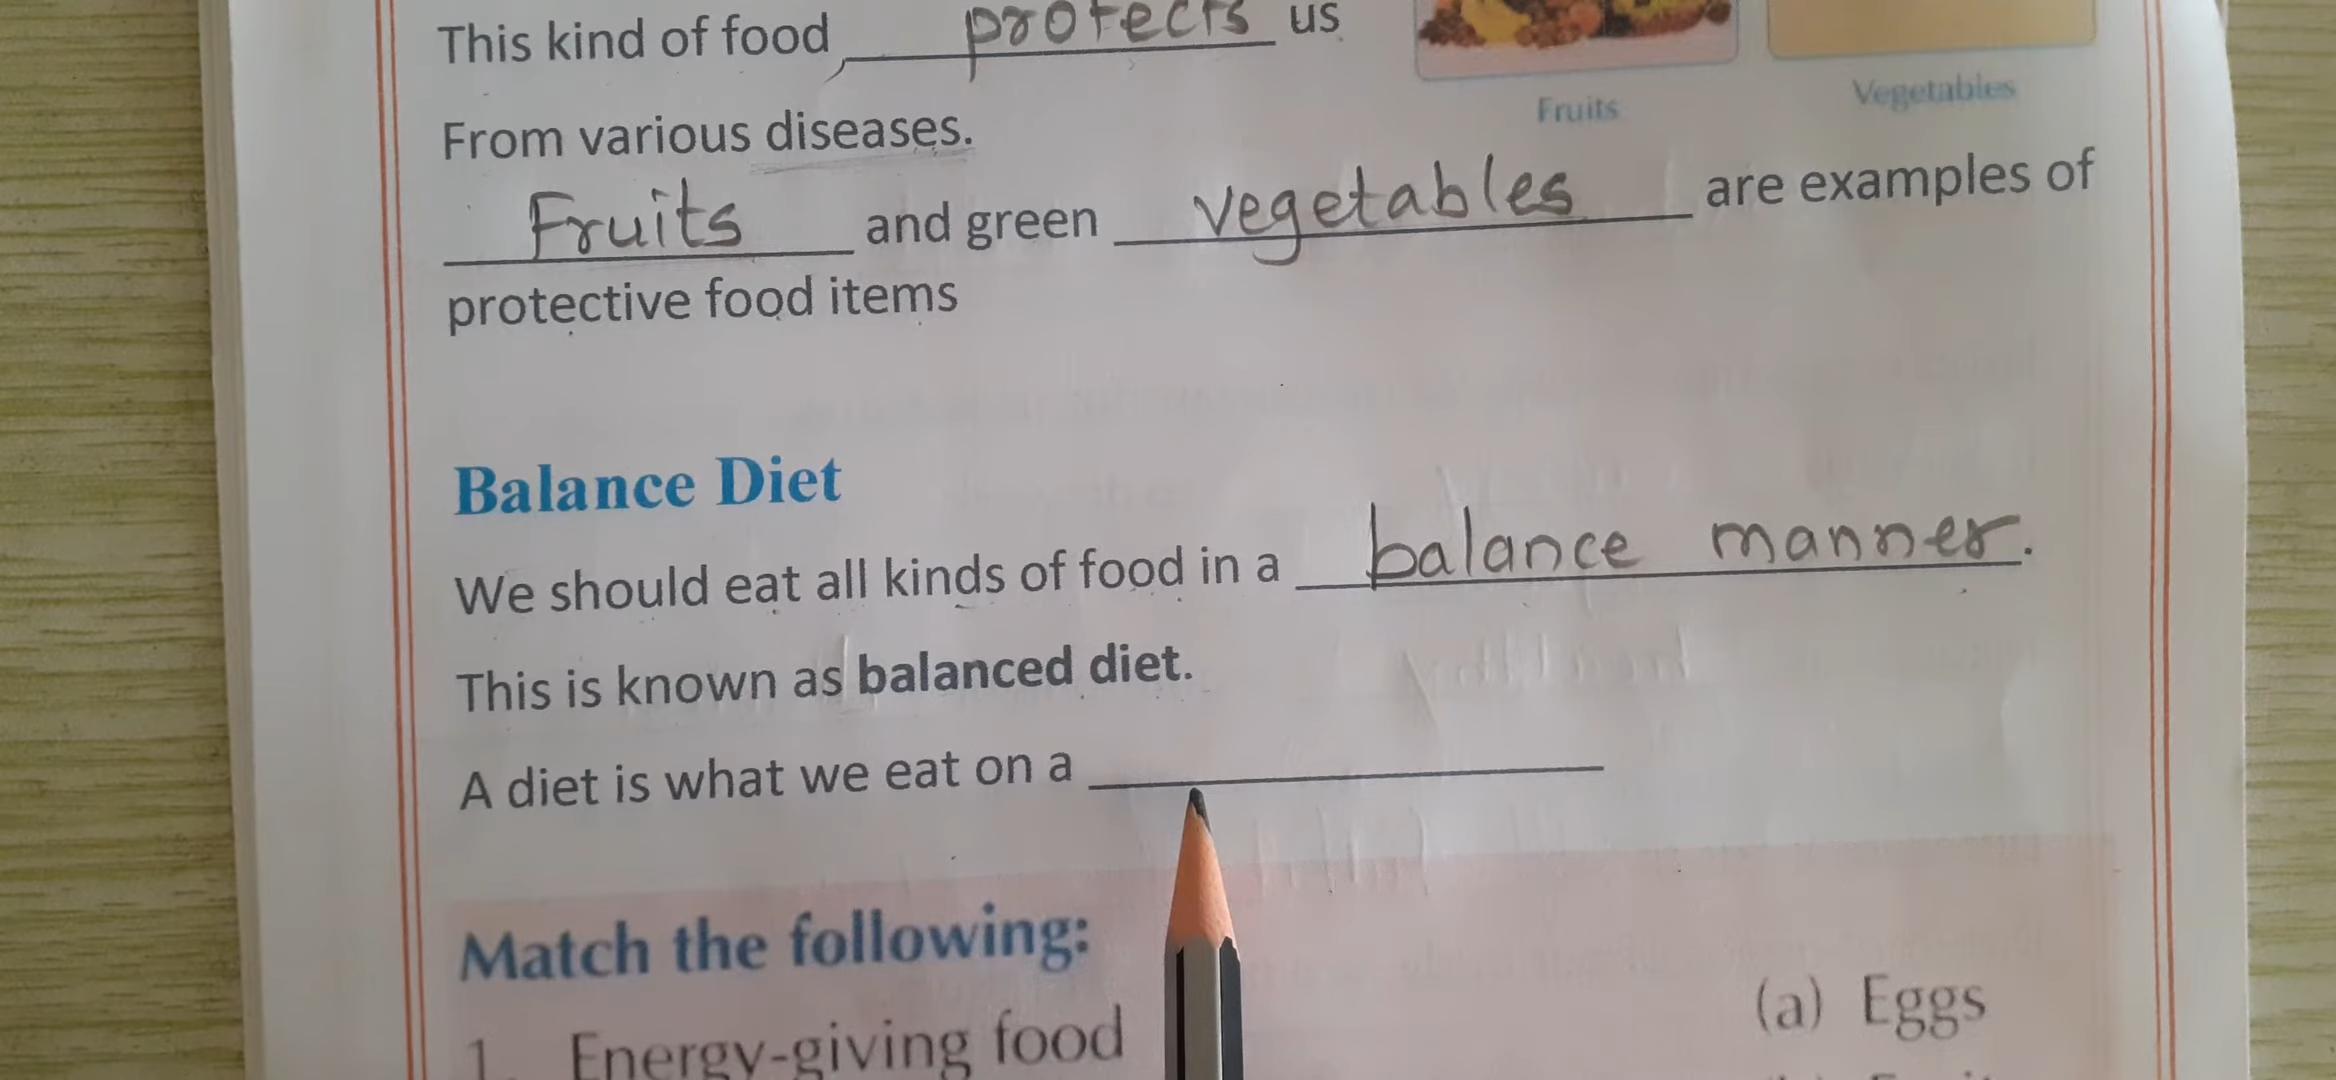 This kind of food protects us
Fruits
Vegetables
From various diseases.
Fruits and green vegetables are examples of
protective food items
Balance Diet
We should eat all kinds of food in a balance manner.
This is known as balanced diet.
A diet is what we eat on a
Match the following:
1. Energy-giving food
(a) Eggs